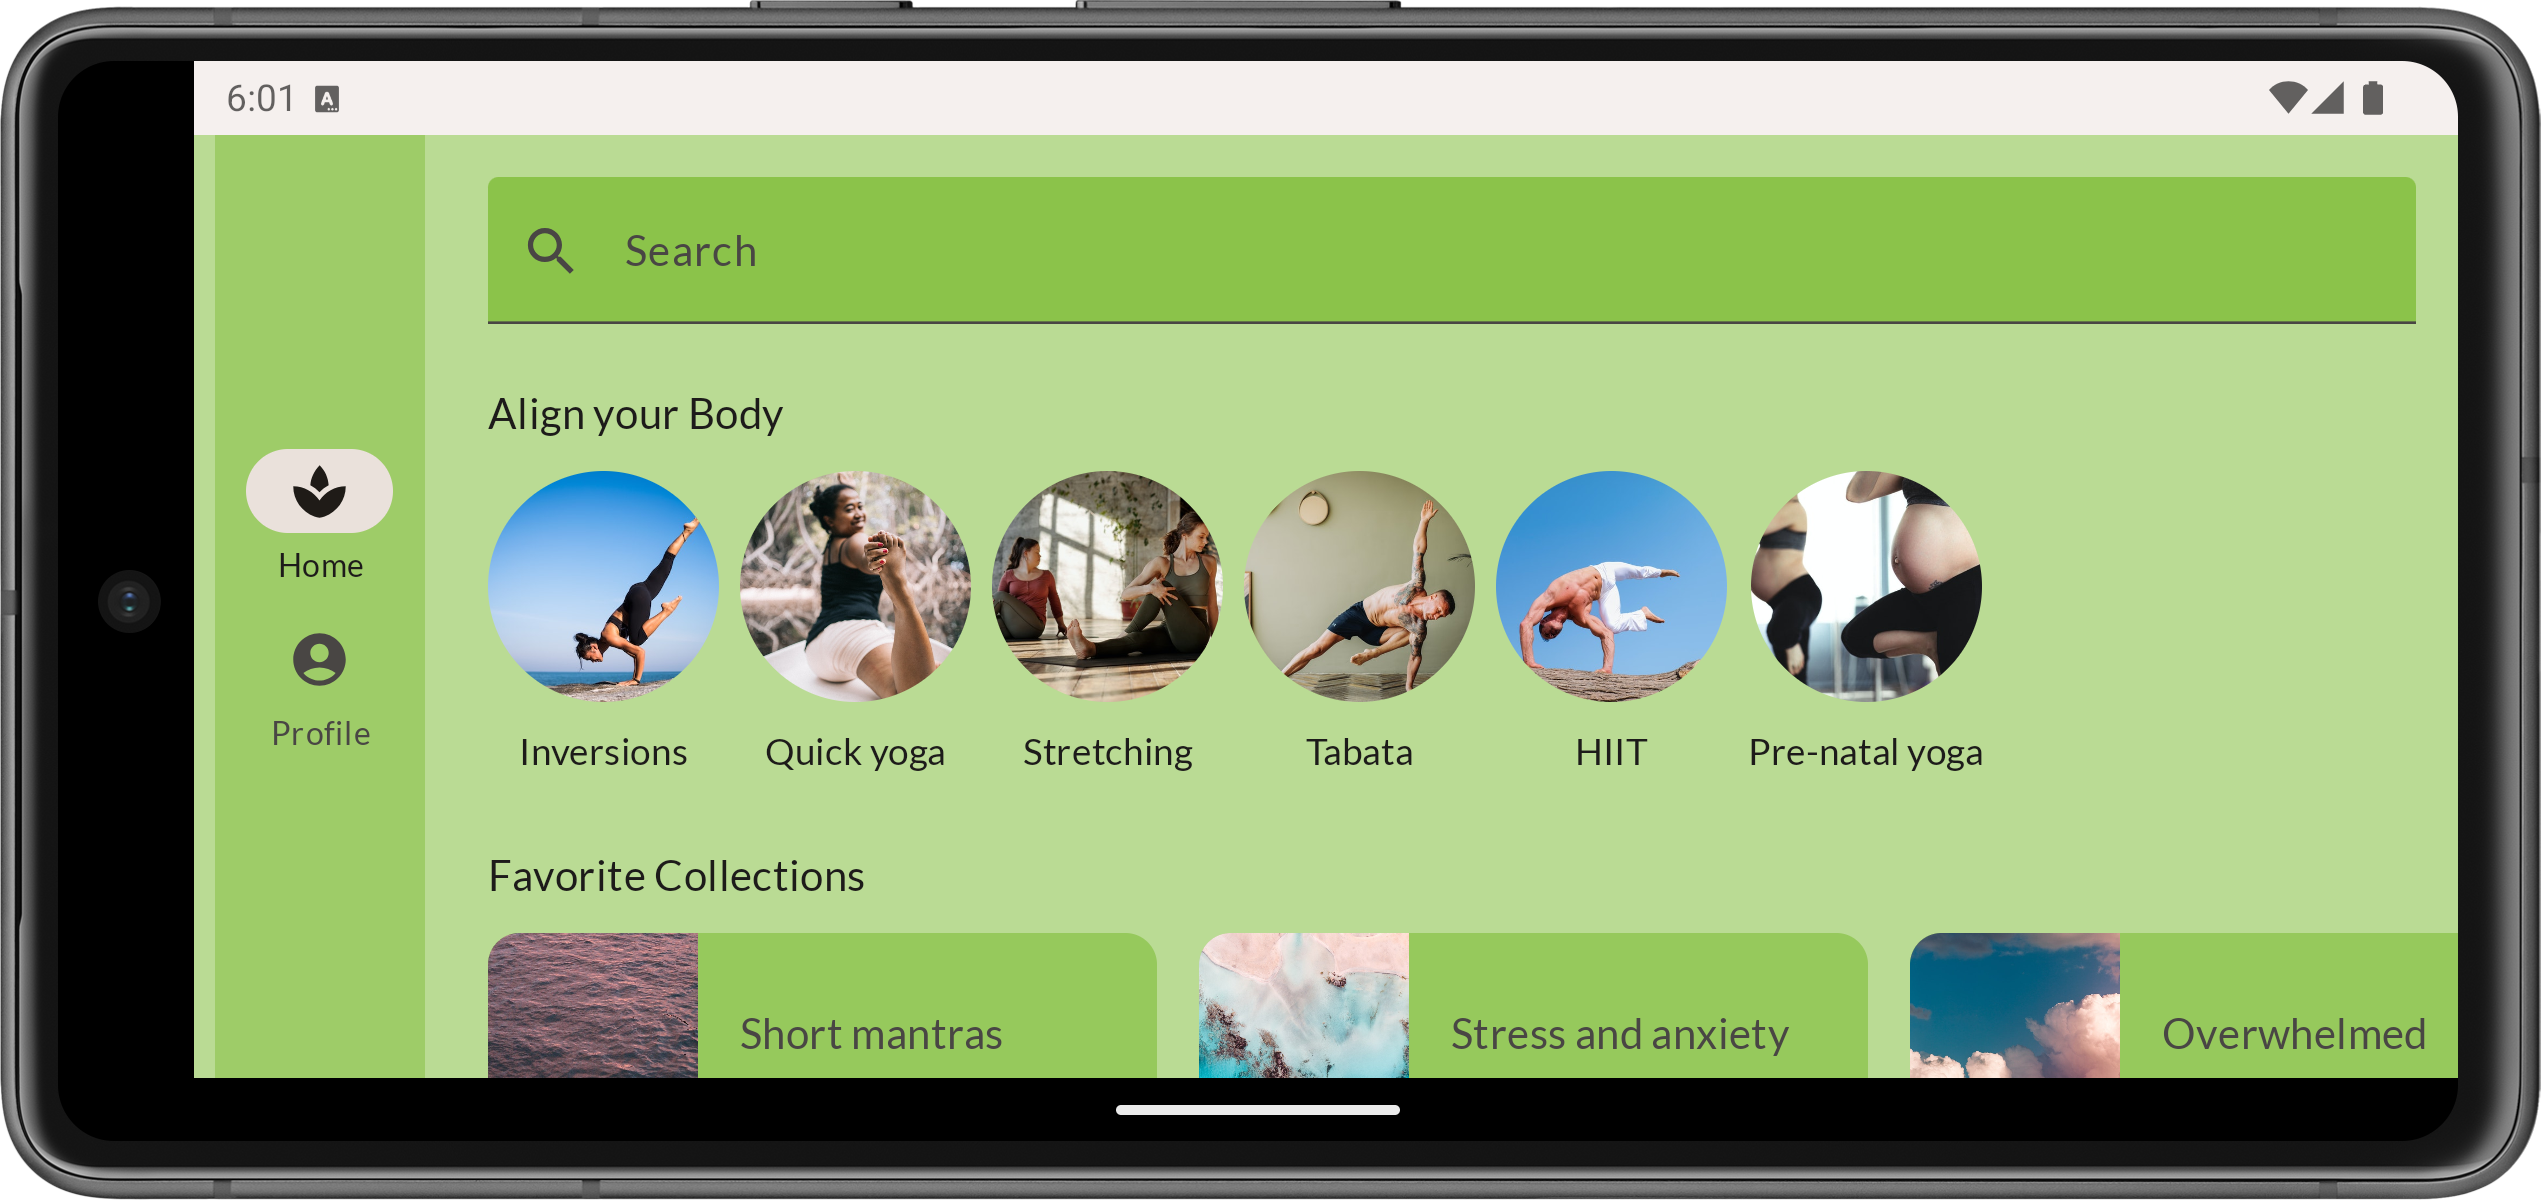 6:01
Search
Align your Body
Home
Profile
Inversions
Quick yoga
Stretching
Tabata
HIIT
Pre-natal yoga
Favorite Collections
Short mantras
Stress and anxiety
Overwhelmed